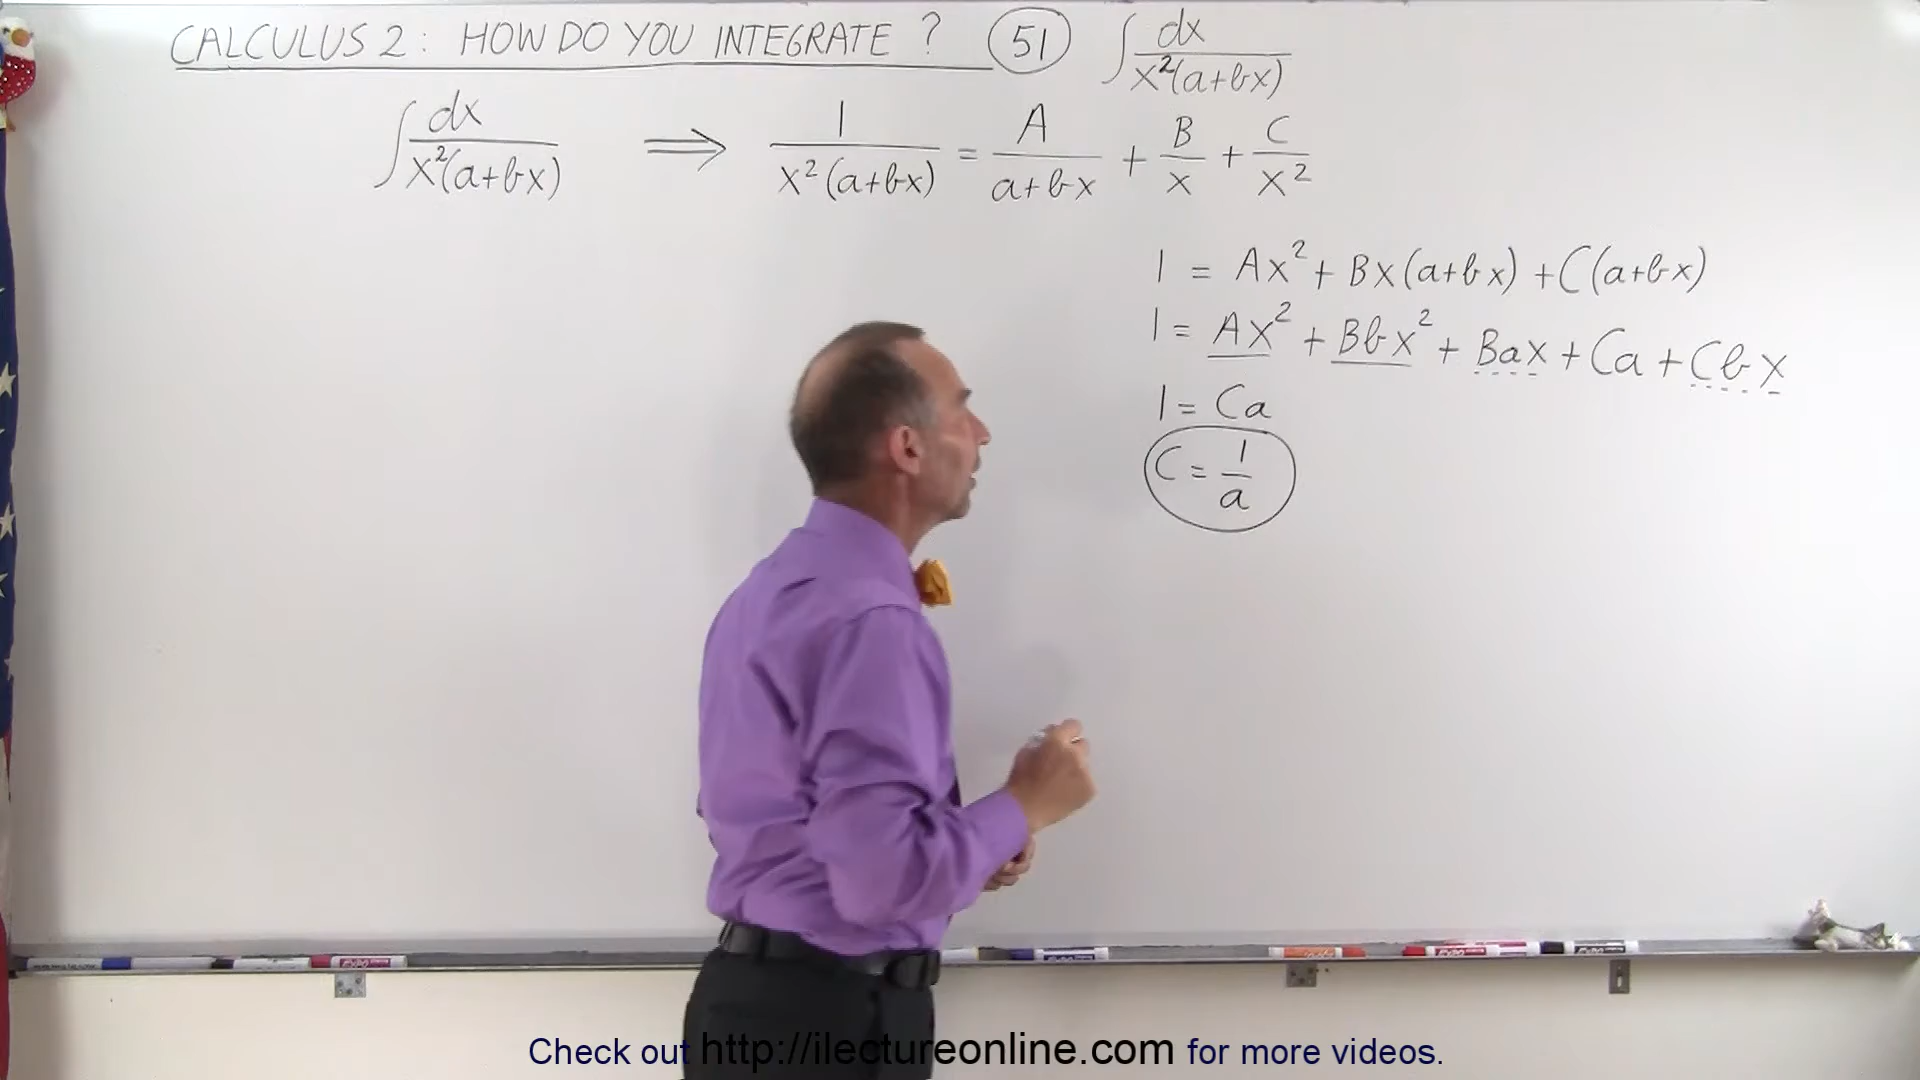 CALCULUS 2: HOW DO YOU INTEGRATE? 51 ∫ dx / x²(a+bx)
∫ dx / x²(a+bx) ⟹ 1 / x²(a+bx) = A / a+bx + B / x + C / x²
1 = Ax² + Bx(a+bx) + C(a+bx)
1 = Ax² + Bbx² + Bax + Ca + Cbx
1 = Ca
C = 1 / a
EXPO
Check out http://ilectureonline.com for more videos.